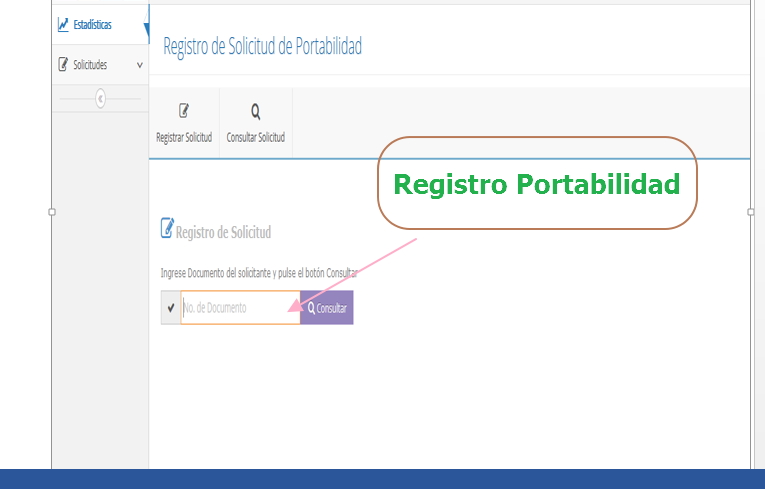 Estadísticas
Registro de Solicitud de Portabilidad
Solicitudes
Registrar Solicitud
Consultar Solicitud
Registro Portabilidad
Registro de Solicitud
Ingrese Documento del solicitante y pulse el botón Consultar
No. de Documento
Consultar